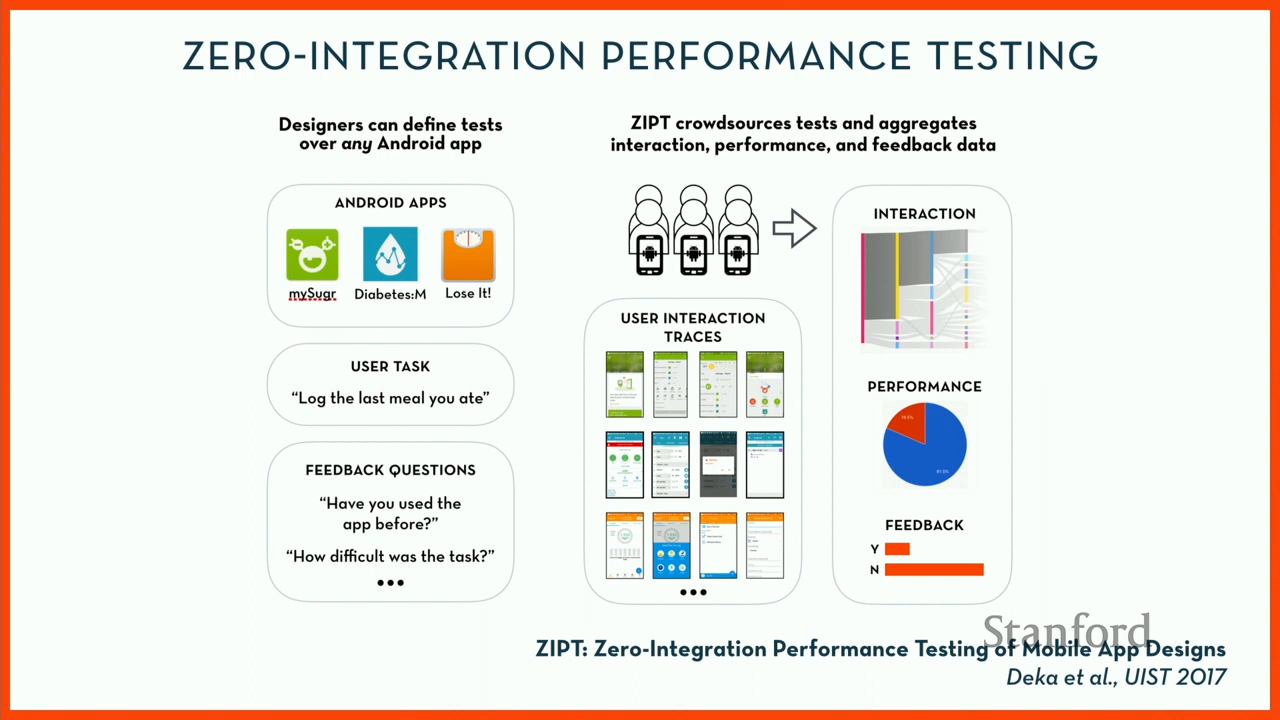 ZERO-INTEGRATION PERFORMANCE TESTING
Designers can define tests
over any Android app
ANDROID APPS
mySugr
Diabetes:M
Lose It!
USER TASK
“Log the last meal you ate”
FEEDBACK QUESTIONS
“Have you used the
app before?”
“How difficult was the task?”
•••
ZIPT crowdsources tests and aggregates
interaction, performance, and feedback data
USER INTERACTION
TRACES
•••
INTERACTION
PERFORMANCE
FEEDBACK
Y
N
Stanford
ZIPT: Zero-Integration Performance Testing of Mobile App Designs
Deka et al., UIST 2017